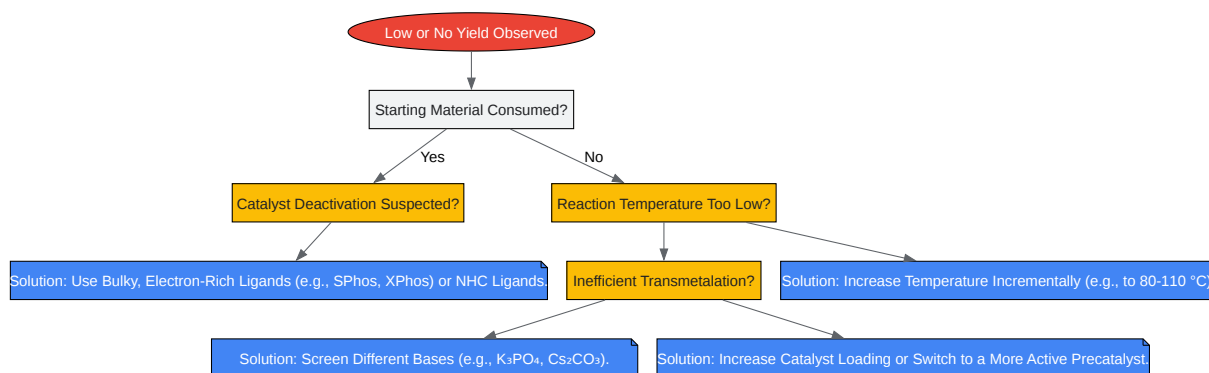 Low or No Yield Observed
Starting Material Consumed?
Yes
No
Catalyst Deactivation Suspected?
Reaction Temperature Too Low?
Solution: Use Bulky, Electron-Rich Ligands (e.g., SPhos, XPhos) or NHC Ligands.
Inefficient Transmetalation?
Solution: Increase Temperature Incrementally (e.g., to 80-110 °C)
Solution: Screen Different Bases (e.g., K₃PO₄, Cs₂CO₃).
Solution: Increase Catalyst Loading or Switch to a More Active Precatalyst.